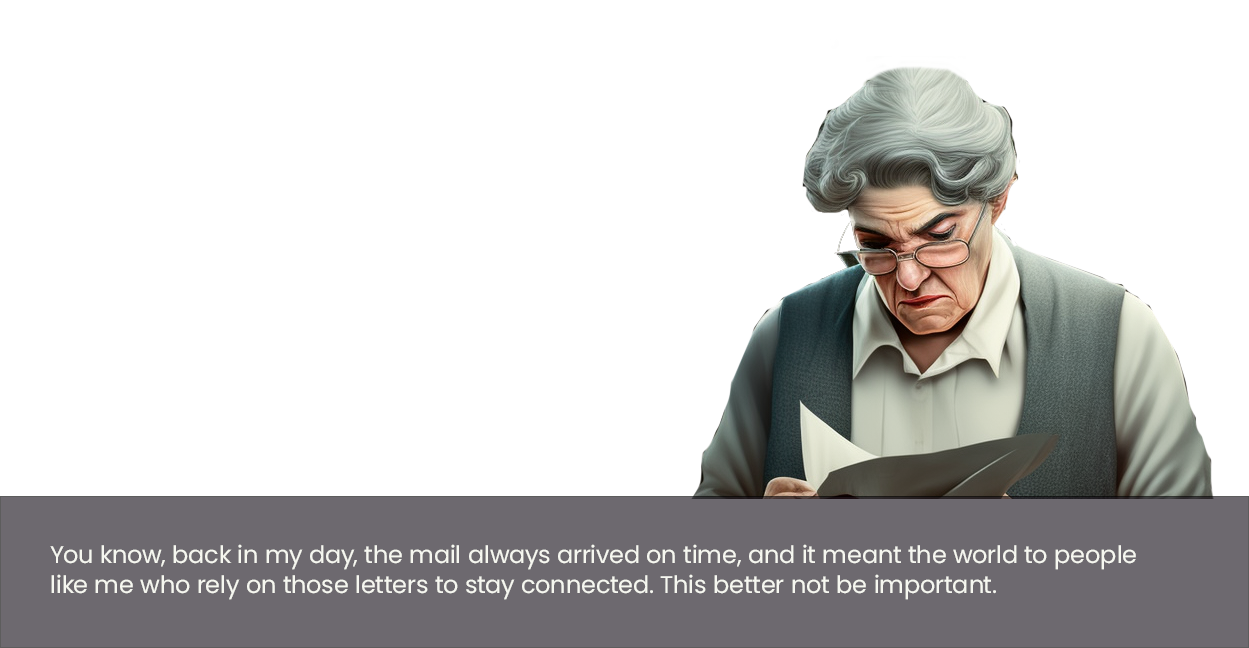 You know, back in my day, the mail always arrived on time, and it meant the world to people
like me who rely on those letters to stay connected. This better not be important.